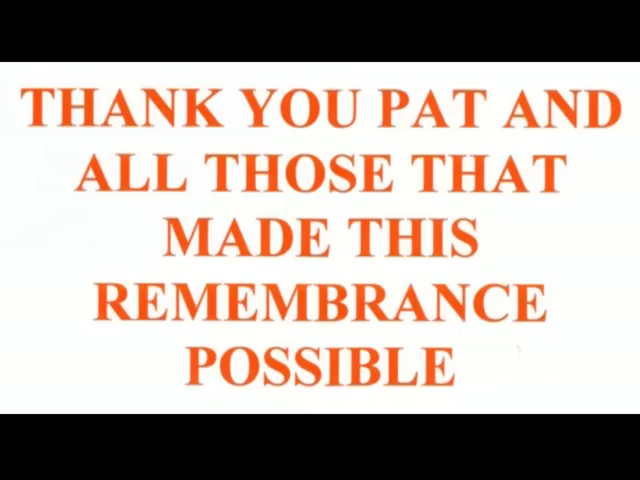 THANK YOU PAT AND
ALL THOSE THAT
MADE THIS
REMEMBRANCE
POSSIBLE